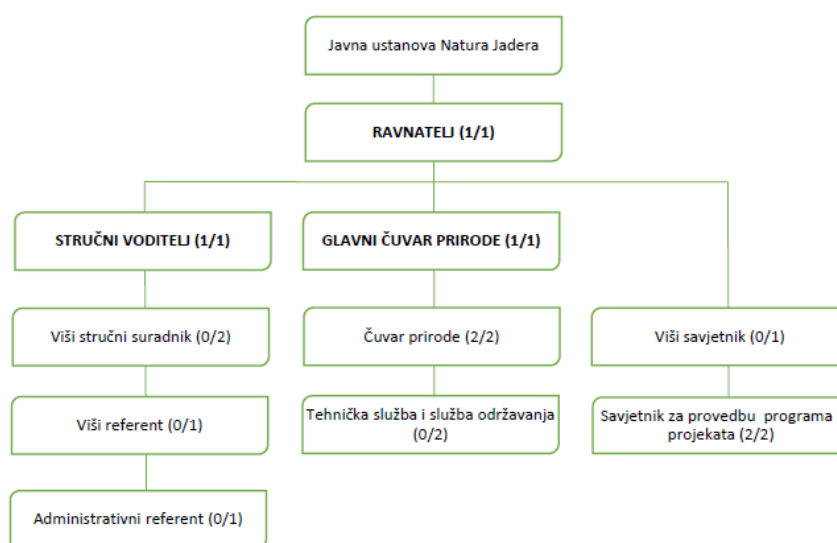 Javna ustanova Natura Jadera
RAVNATELJ (1/1)
STRUČNI VODITELJ (1/1)
GLAVNI ČUVAR PRIRODE (1/1)
Viši stručni suradnik (0/2)
Čuvar prirode (2/2)
Viši savjetnik (0/1)
Viši referent (0/1)
Tehnička služba i služba održavanja
(0/2)
Savjetnik za provedbu programa
projekata (2/2)
Administrativni referent (0/1)